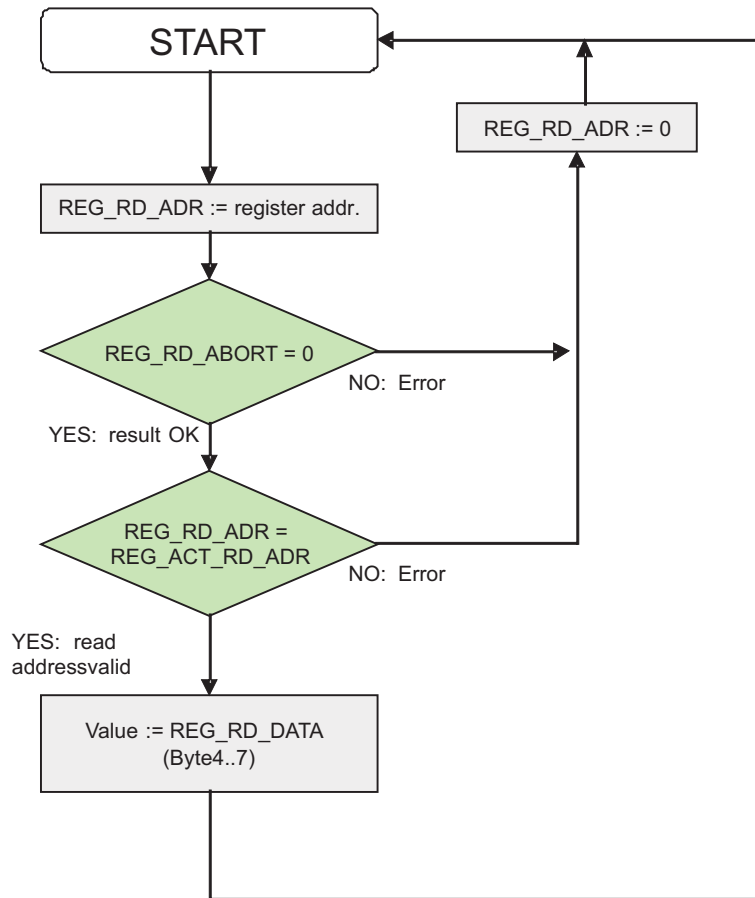 START
REG_RD_ADR := 0
REG_RD_ADR := register addr.
REG_RD_ABORT = 0
NO: Error
YES: result OK
REG_RD_ADR =
REG_ACT_RD_ADR
NO: Error
YES: read
addressvalid
Value := REG_RD_DATA
(Byte4..7)